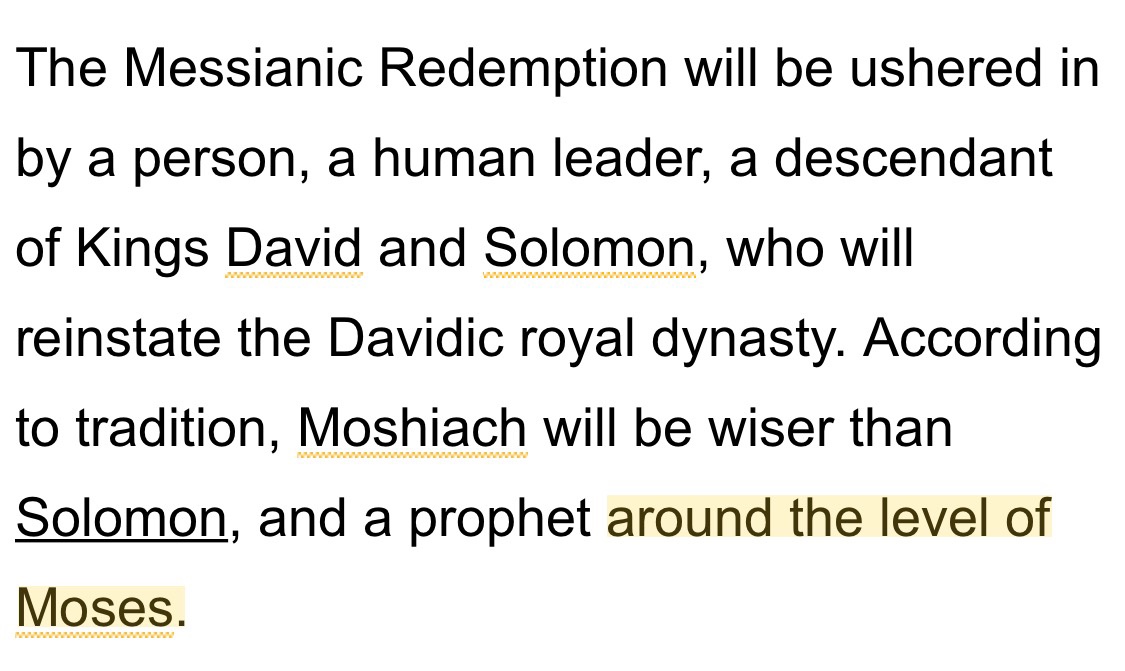 The Messianic Redemption will be ushered in
by a person, a human leader, a descendant
of Kings David and Solomon, who will
reinstate the Davidic royal dynasty. According
to tradition, Moshiach will be wiser than
Solomon, and a prophet around the level of
Moses.